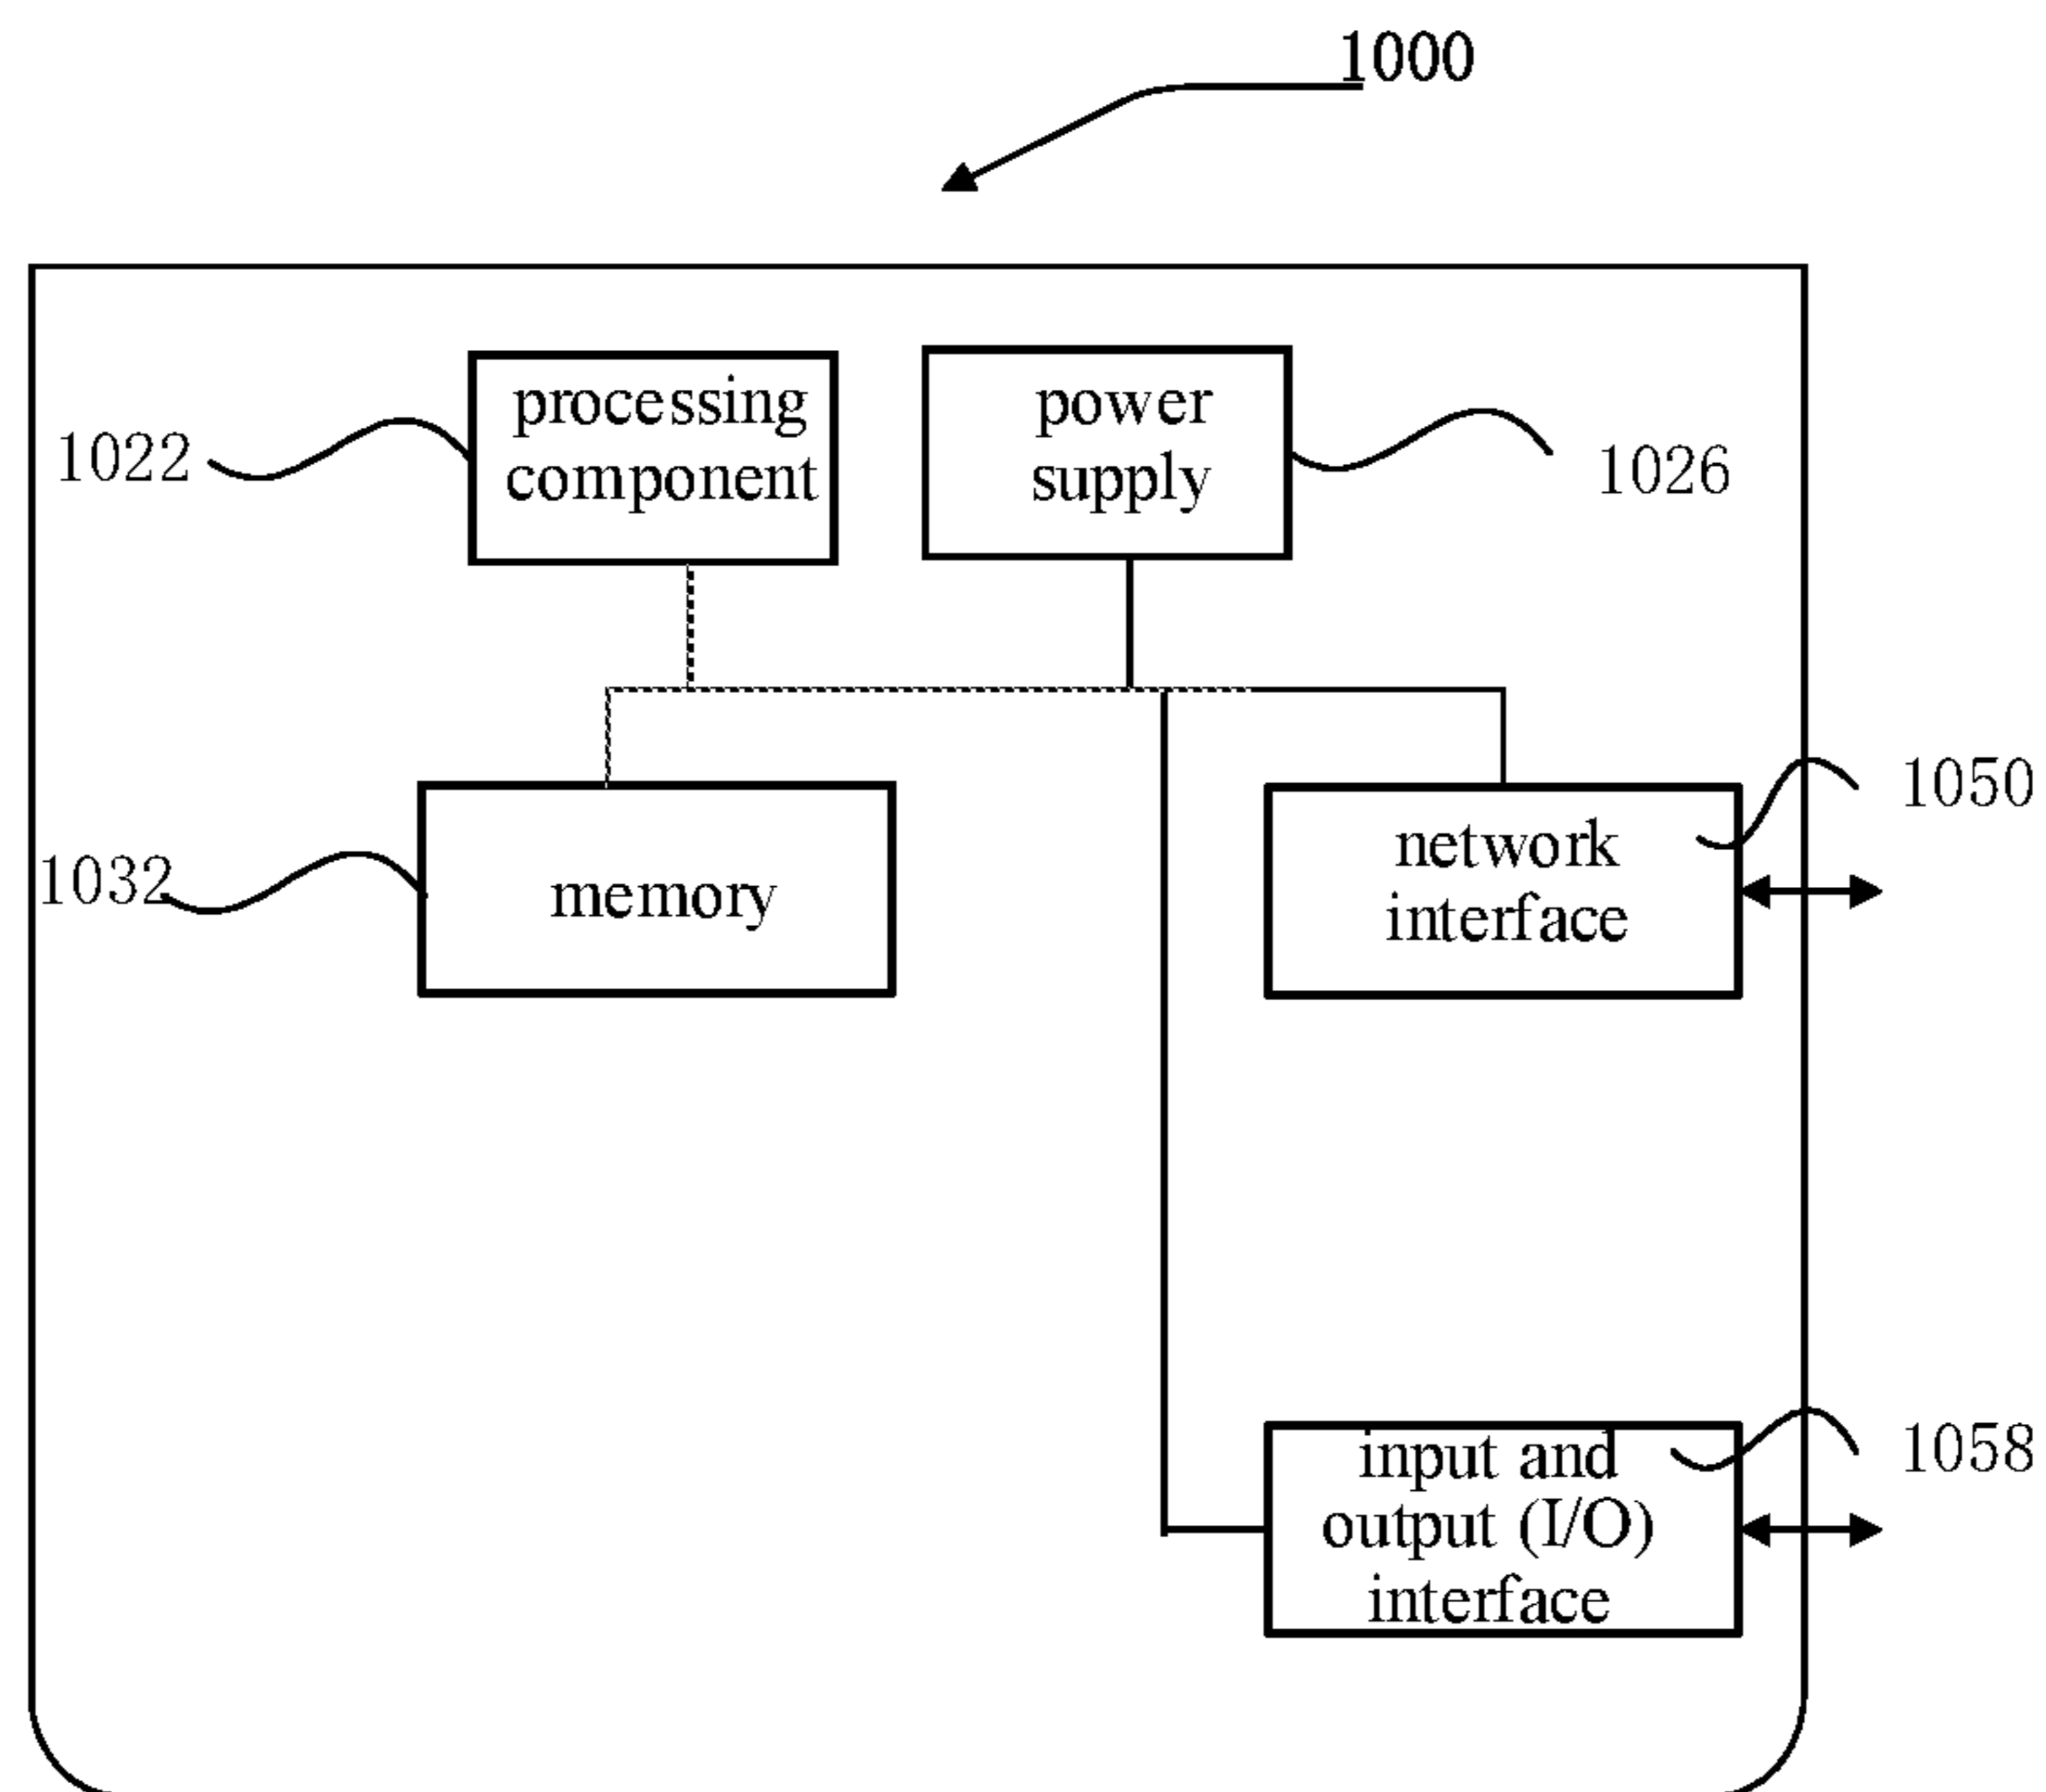 1000
processing
component
power
supply
1022
1026
1032
memory
network
interface
1050
input and
output (I/O)
interface
1058